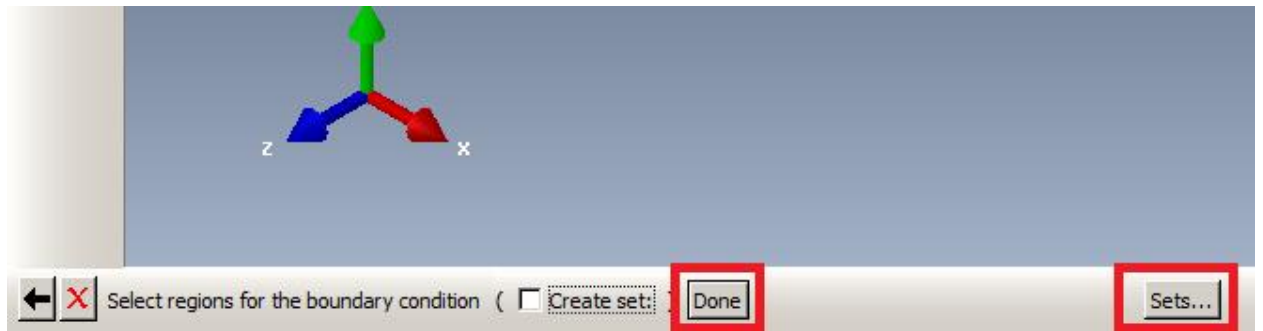 z
x
Select regions for the boundary condition ( Create set: ) Done
Sets...